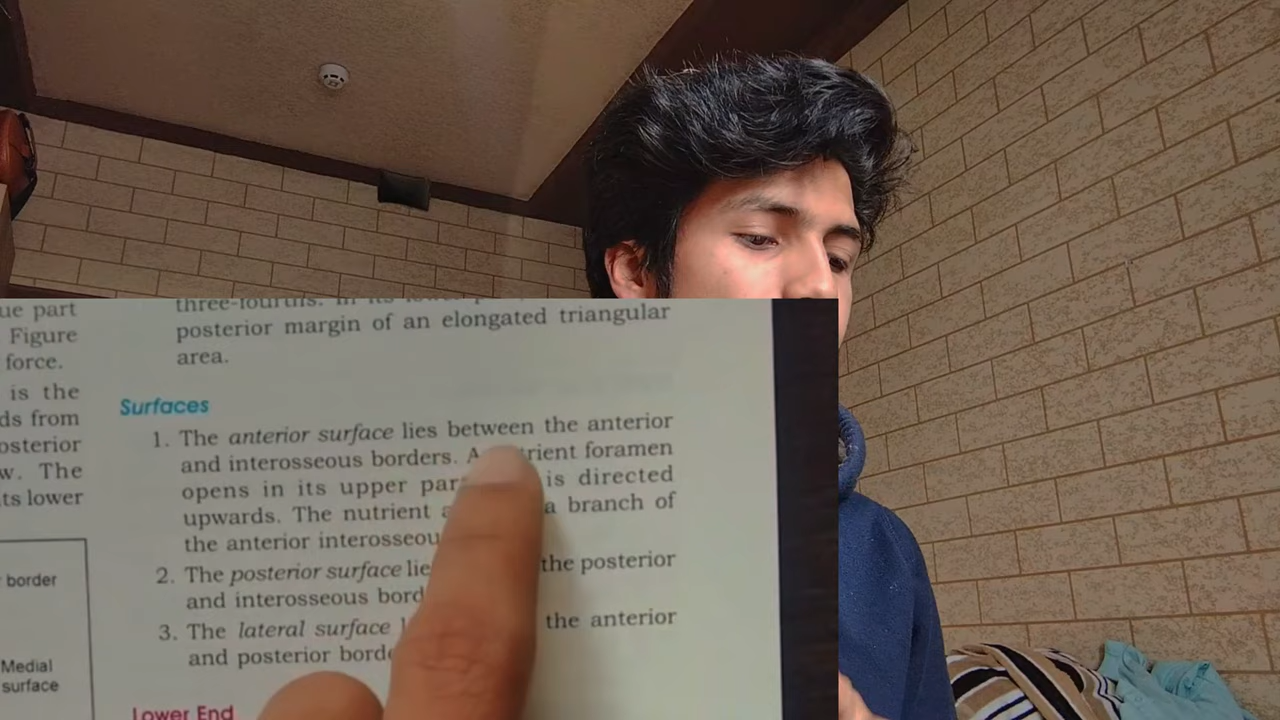 ue part
Figure
force.
is the
ds from
osterior
w. The
ts lower
border
Medial
surface
posterior margin of an elongated triangular
area.
Surfaces
1. The anterior surface lies between the anterior
and interosseous borders. A trient foramen
opens in its upper par is directed
upwards. The nutrient a branch of
the anterior interosseou
2. The posterior surface lie the posterior
and interosseous bord
3. The lateral surface the anterior
and posterior borde
Lower End